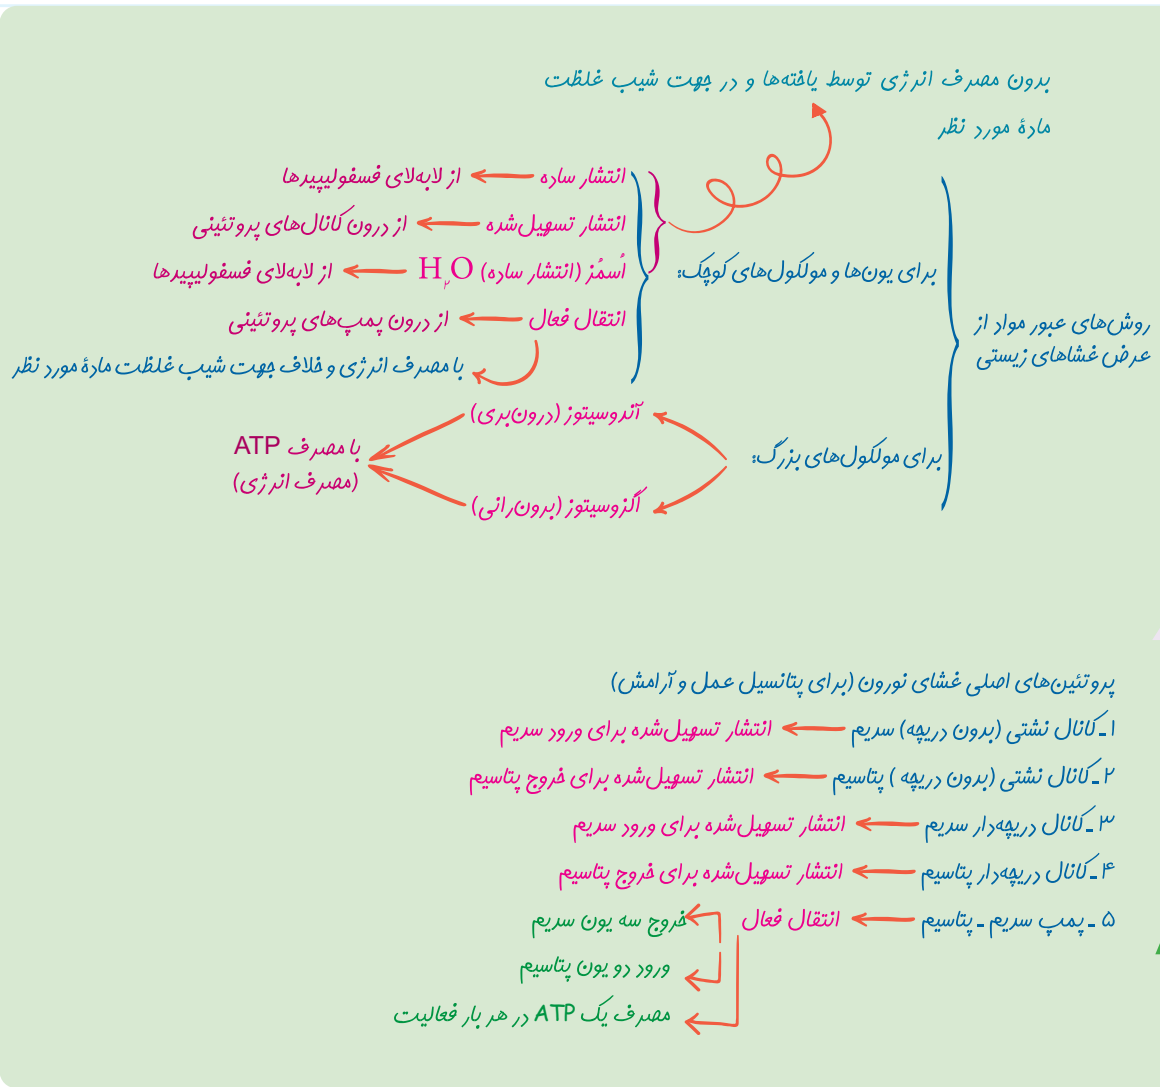 بدون مصرف انرژی توسط یاخته‌ها و در جهت شیب غلظت
مادۀ مورد نظر
روش‌های عبور مواد از
عرض غشاهای زیستی
برای یون‌ها و مولکول‌های کوچک:
انتشار ساده از لابه‌لای فسفولیپیدها
انتشار تسهیل‌شده از درون کانال‌های پروتئینی
اُسمُز (انتشار ساده) H۲O از لابه‌لای فسفولیپیدها
انتقال فعال از درون پمپ‌های پروتئینی
با مصرف انرژی و خلاف جهت شیب غلظت مادۀ مورد نظر
برای مولکول‌های بزرگ:
آندوسیتوز (درون‌بری)
اگزوسیتوز (برون‌رانی)
با مصرف ATP
(مصرف انرژی)
پروتئین‌های اصلی غشای نورون (برای پتانسیل عمل و آرامش)
۱ـ کانال نشتی (بدون دریچه) سدیم انتشار تسهیل‌شده برای ورود سدیم
۲ـ کانال نشتی (بدون دریچه ) پتاسیم انتشار تسهیل‌شده برای خروج پتاسیم
۳ـ کانال دریچه‌دار سدیم انتشار تسهیل‌شده برای ورود سدیم
۴ـ کانال دریچه‌دار پتاسیم انتشار تسهیل‌شده برای خروج پتاسیم
۵ ـ پمپ سدیم ـ پتاسیم انتقال فعال خروج سه یون سدیم
ورود دو یون پتاسیم
مصرف یک ATP در هر بار فعالیت